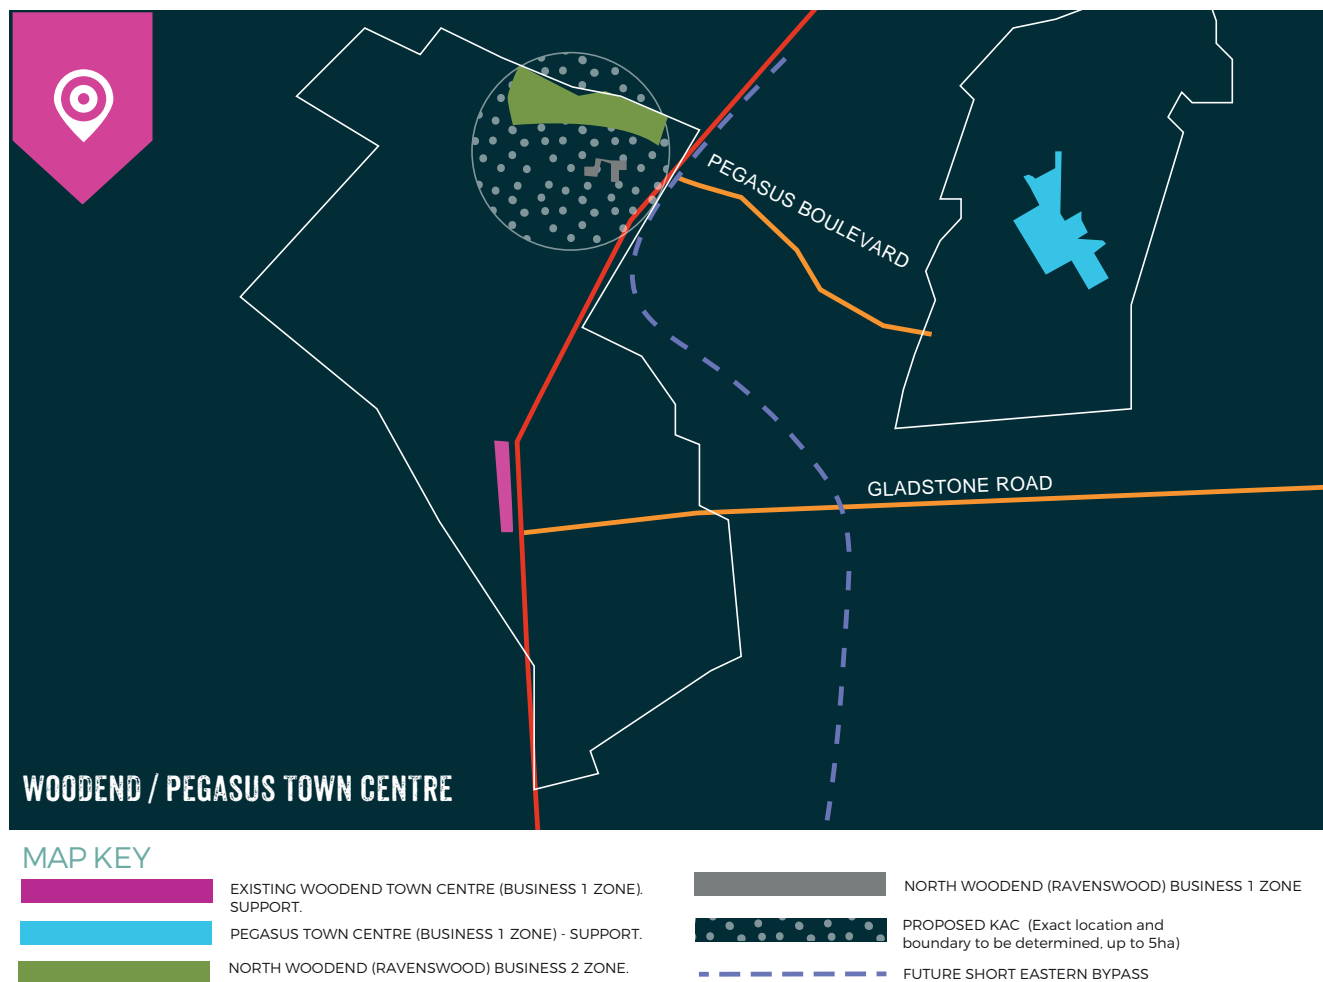 PEGASUS BOULEVARD
GLADSTONE ROAD
WOODEND / PEGASUS TOWN CENTRE
MAP KEY
EXISTING WOODEND TOWN CENTRE (BUSINESS 1 ZONE).
SUPPORT.
PEGASUS TOWN CENTRE (BUSINESS 1 ZONE) - SUPPORT.
NORTH WOODEND (RAVENSWOOD) BUSINESS 2 ZONE.
NORTH WOODEND (RAVENSWOOD) BUSINESS 1 ZONE
PROPOSED KAC (Exact location and
boundary to be determined, up to 5ha)
FUTURE SHORT EASTERN BYPASS